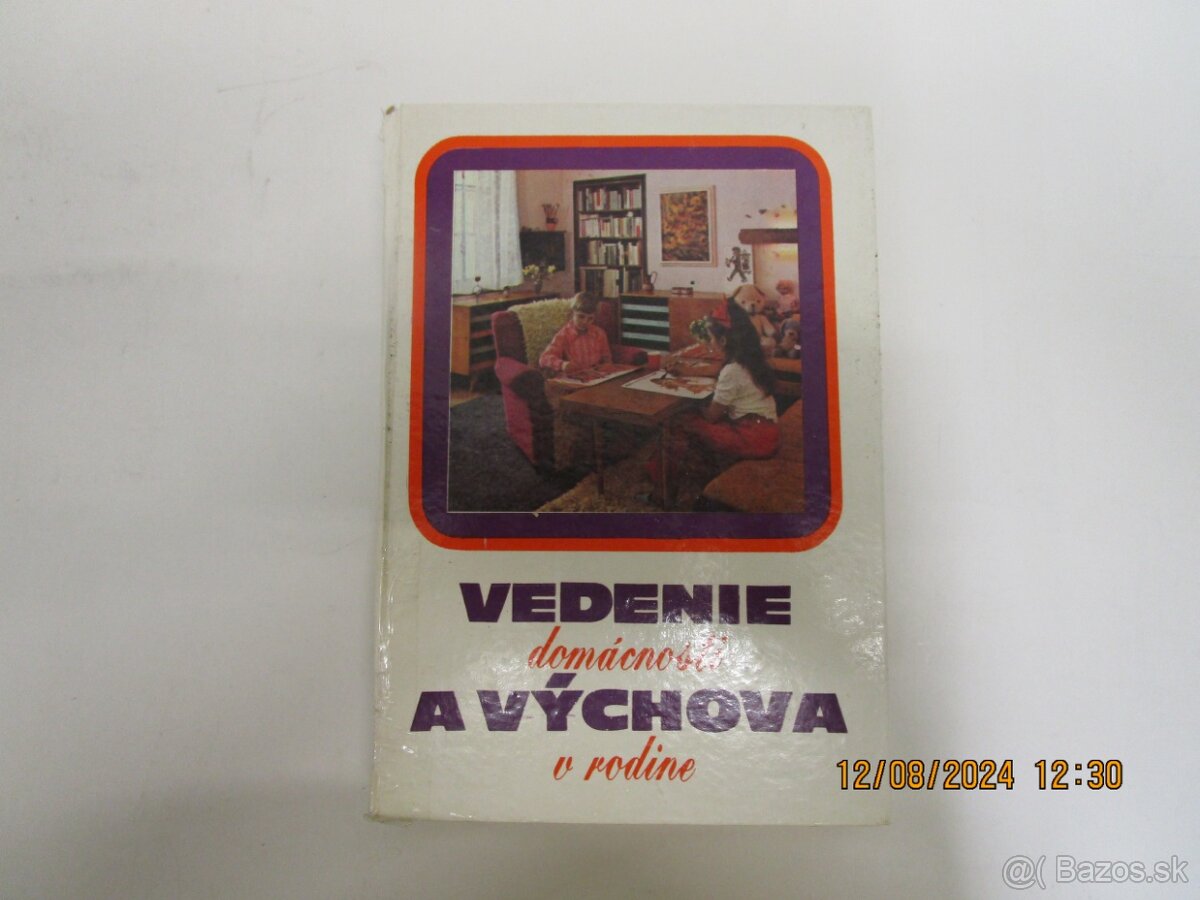 VEDENIE
domácnosti
A VÝCHOVA
v rodine
12/08/2024 12:30
@( Bazos.sk